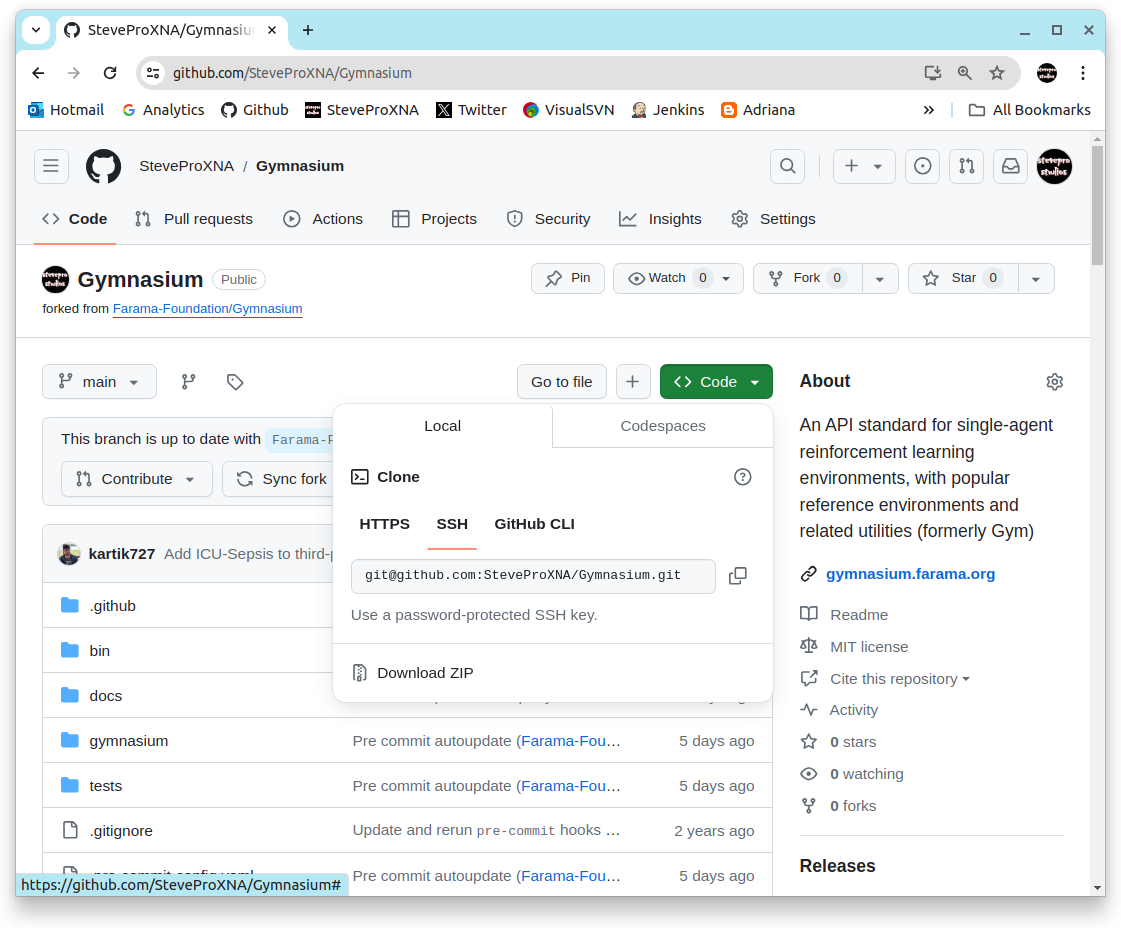 SteveProXNA/Gymnasiu
github.com/SteveProXNA/Gymnasium
Hotmail Analytics Github SteveProXNA Twitter VisualSVN Jenkins Adriana » All Bookmarks
SteveProXNA / Gymnasium
stevepro studios
Code Pull requests Actions Projects Security Insights Settings
stevepro studios
Gymnasium Public
Pin Watch 0 Fork 0 Star 0
forked from Farama-Foundation/Gymnasium
main Go to file Code
This branch is up to date with Farama-F
Contribute Sync fork
Local Codespaces
Clone
HTTPS SSH GitHub CLI
git@github.com:SteveProXNA/Gymnasium.git
Use a password-protected SSH key.
Download ZIP
kartik727 Add ICU-Sepsis to third-p
.github
bin
docs
gymnasium Pre commit autoupdate (Farama-Fou… 5 days ago
tests Pre commit autoupdate (Farama-Fou… 5 days ago
.gitignore Update and rerun pre-commit hooks … 2 years ago
.pre-commit-config.yaml Pre commit autoupdate (Farama-Fou… 5 days ago
About
An API standard for single-agent
reinforcement learning
environments, with popular
reference environments and
related utilities (formerly Gym)
gymnasium.farama.org
Readme
MIT license
Cite this repository
Activity
0 stars
0 watching
0 forks
Releases
https://github.com/SteveProXNA/Gymnasium#